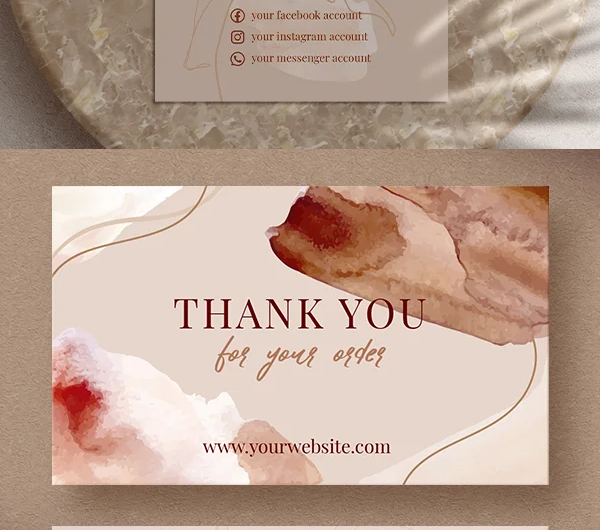 your facebook account
your instagram account
your messenger account
THANK YOU
for your order
www.yourwebsite.com